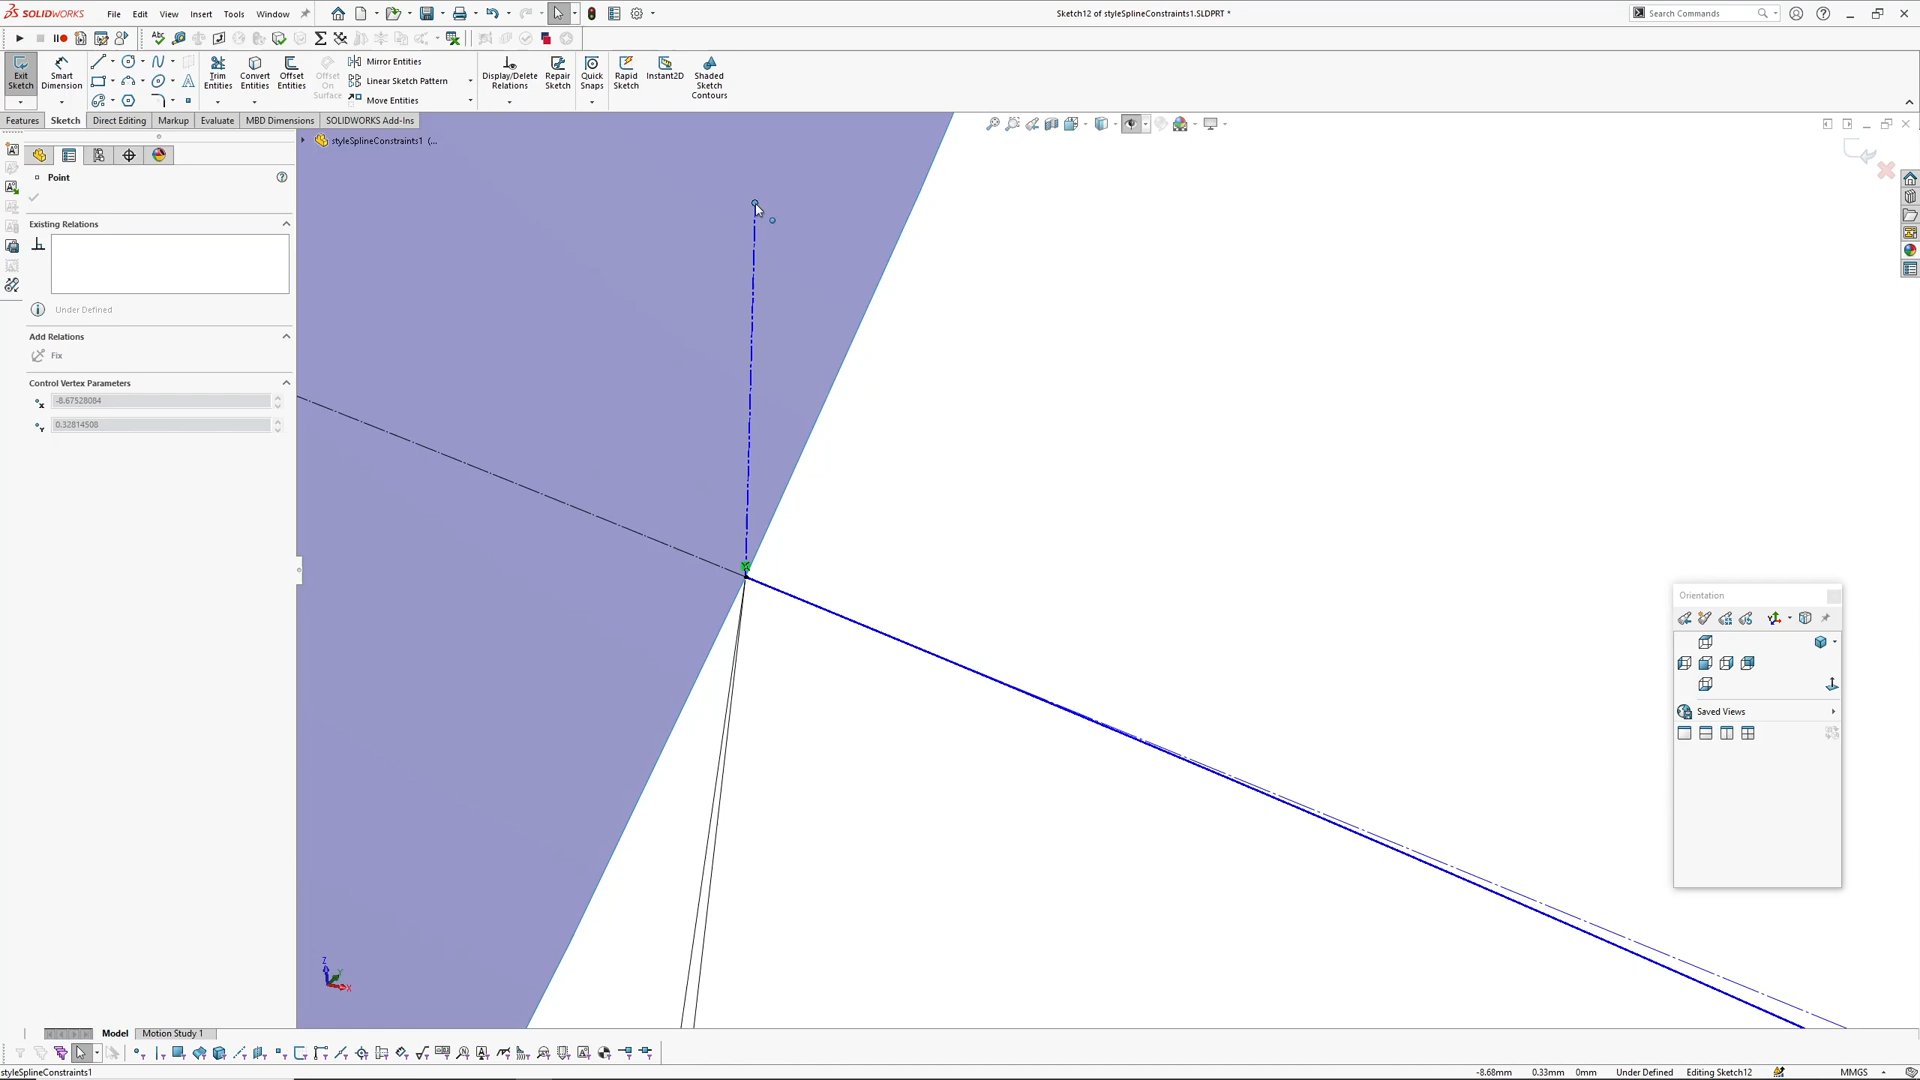 SOLIDWORKS
File Edit View Insert Tools Window
Sketch12 of styleSplineConstraints1.SLDPRT *
Search Commands
Exit Sketch
Smart Dimension
Trim Entities
Convert Entities
Offset Entities
Offset On Surface
Mirror Entities
Linear Sketch Pattern
Move Entities
Display/Delete Relations
Repair Sketch
Quick Snaps
Rapid Sketch
Instant2D
Shaded Sketch Contours
Features Sketch Direct Editing Markup Evaluate MBD Dimensions SOLIDWORKS Add-Ins
styleSplineConstraints1 (...
Point
Existing Relations
Under Defined
Add Relations
Fix
Control Vertex Parameters
-8.67528084
0.32814508
Orientation
Saved Views
Z
Y
X
Model Motion Study 1
styleSplineConstraints1
-8.68mm 0.33mm 0mm Under Defined Editing Sketch12 MMGS